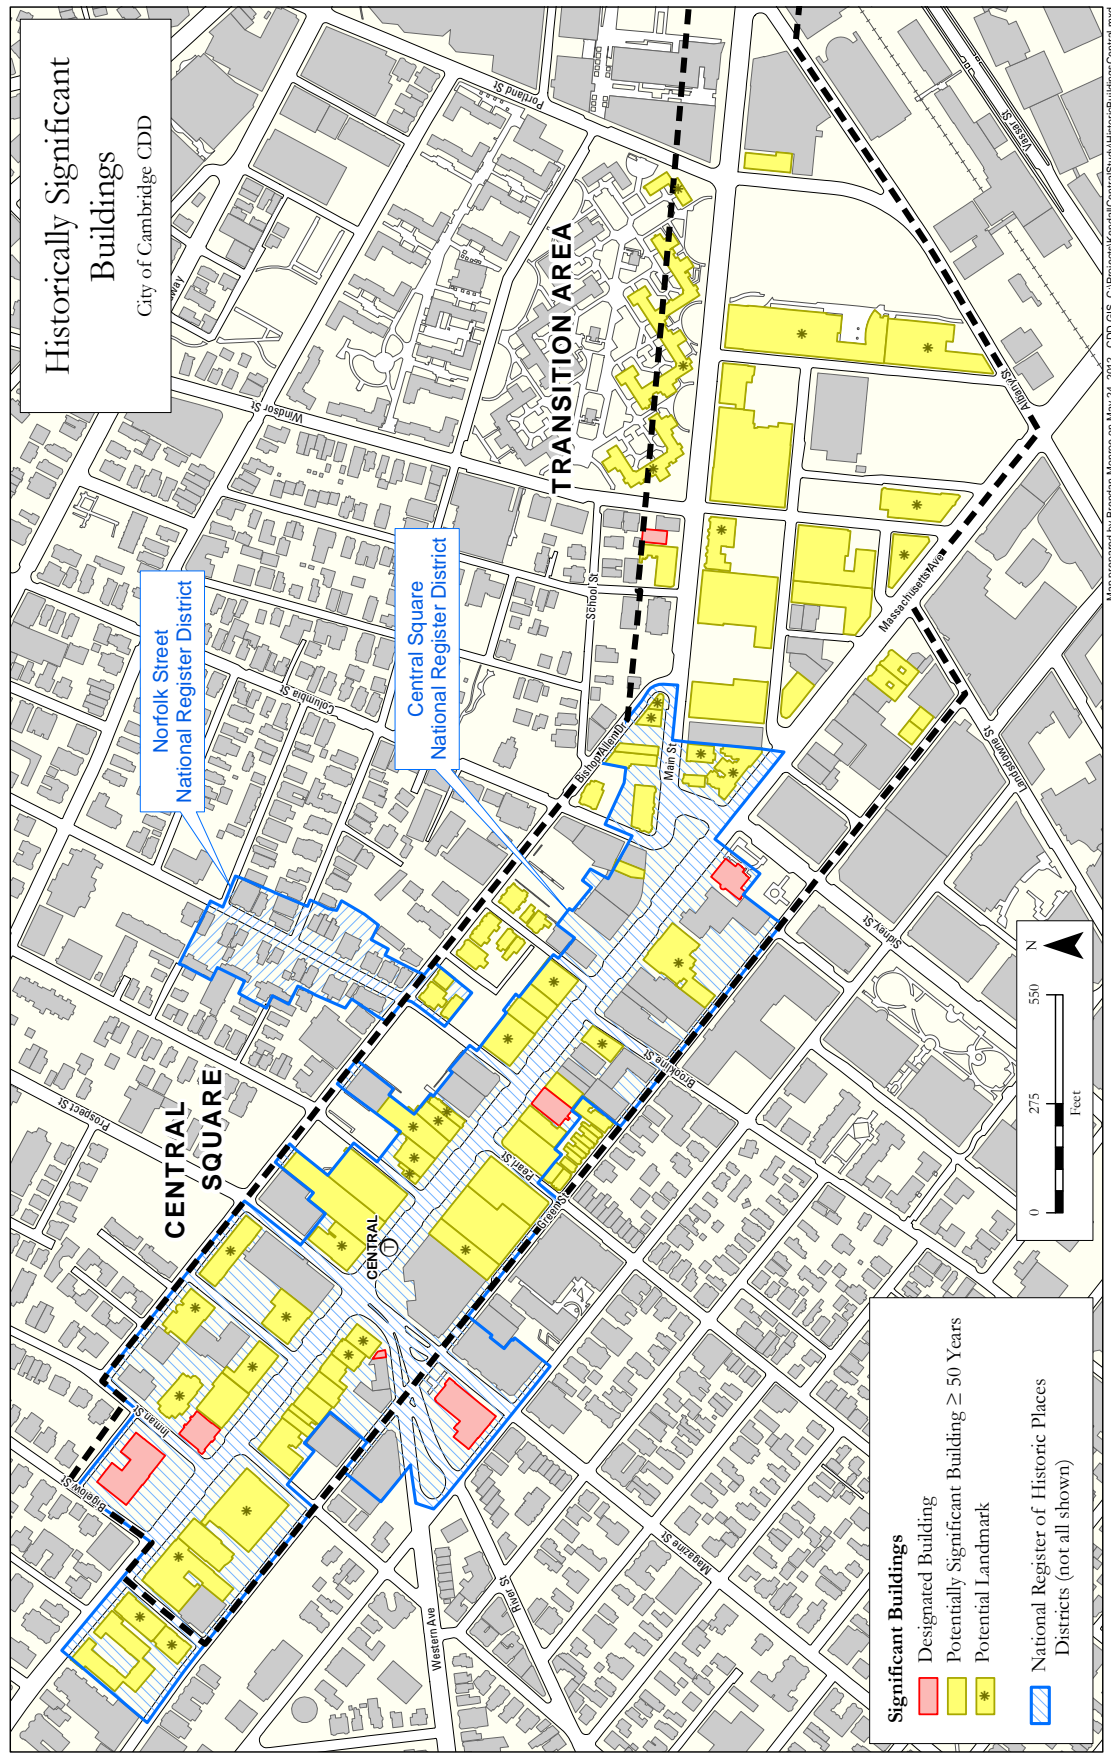 Historically Significant
Buildings
City of Cambridge CDD
Portland St
Vassar St
way
Windsor St
TRANSITION AREA
Albany St
Norfolk Street
National Register District
Central Square
National Register District
School St
Columbia St
Massachusetts Ave
Bishop Allen Dr
Main St
Landsdowne St
Sidney St
Prospect St
CENTRAL
SQUARE
Brookline St
Pearl St
Green St
CENTRAL
T
Inman St
Bigelow St
Magazine St
River St
Western Ave
N
0 275 550
Feet
Significant Buildings
Designated Building
Potentially Significant Building ≥ 50 Years
Potential Landmark
National Register of Historic Places
Districts (not all shown)